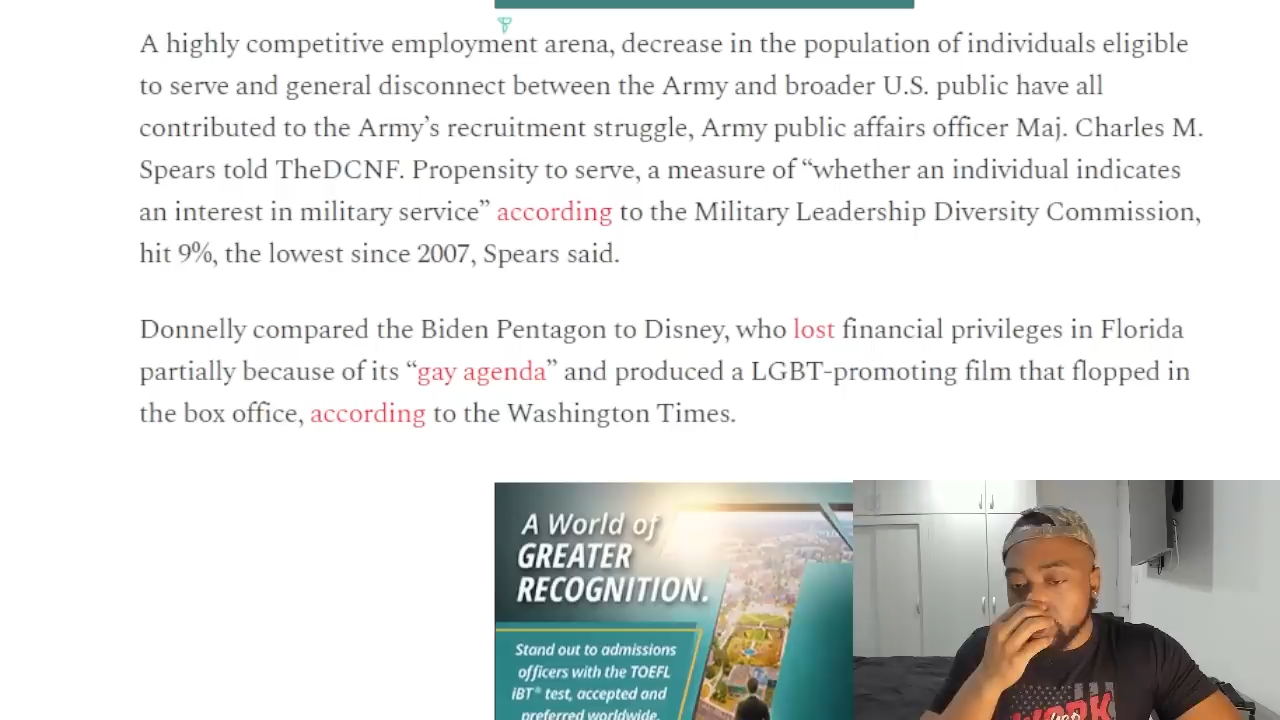 A highly competitive employment arena, decrease in the population of individuals eligible
to serve and general disconnect between the Army and broader U.S. public have all
contributed to the Army’s recruitment struggle, Army public affairs officer Maj. Charles M.
Spears told TheDCNF. Propensity to serve, a measure of “whether an individual indicates
an interest in military service” according to the Military Leadership Diversity Commission,
hit 9%, the lowest since 2007, Spears said.
Donnelly compared the Biden Pentagon to Disney, who lost financial privileges in Florida
partially because of its “gay agenda” and produced a LGBT-promoting film that flopped in
the box office, according to the Washington Times.
A World of
GREATER
RECOGNITION.
Stand out to admissions
officers with the TOEFL
iBT® test, accepted and
preferred worldwide.